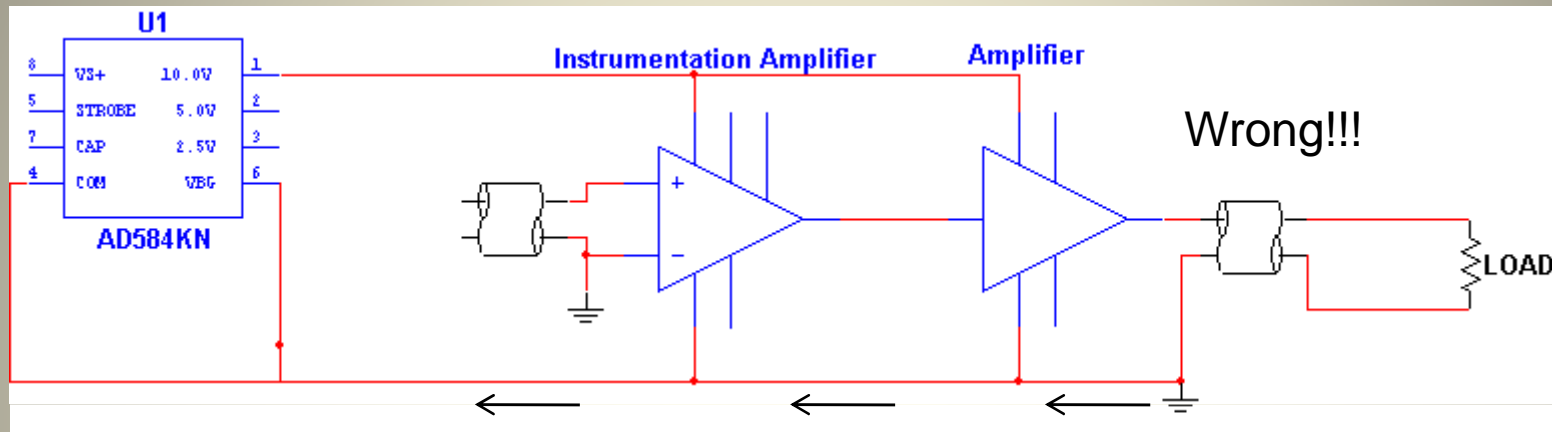 U1
Instrumentation Amplifier
Amplifier
Wrong!!!
8 VS+ 10.0V 1
5 STROBE 5.0V 2
7 CAP 2.5V 3
4 COM VBG 6
AD584KN
+
−
LOAD